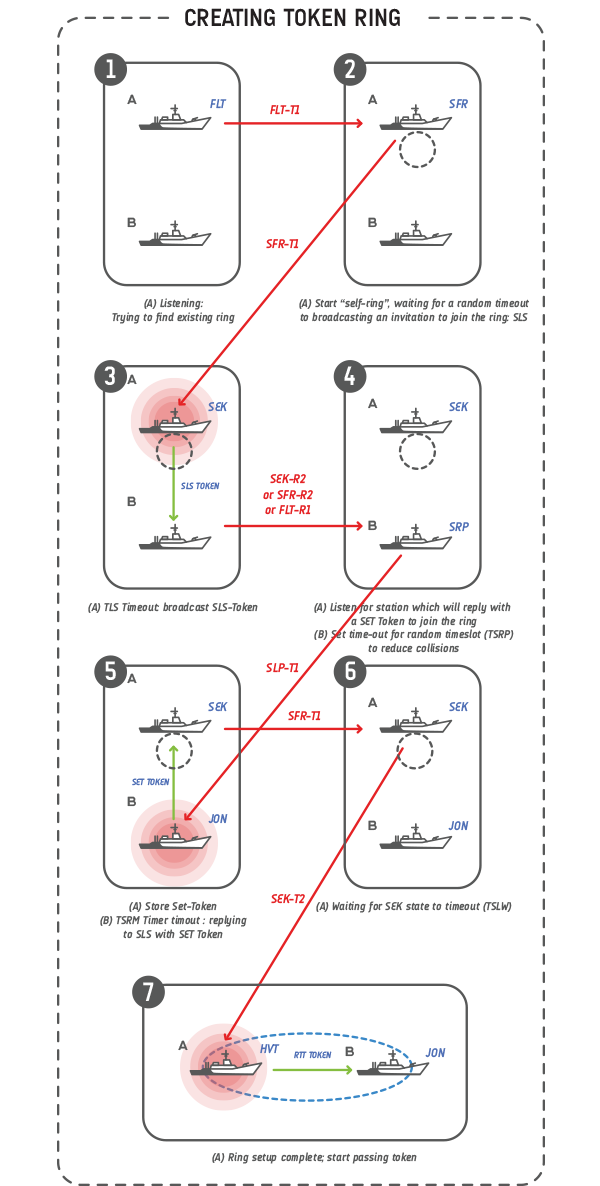 CREATING TOKEN RING
1
A
FLT
B
FLT-T1
2
A
SFR
B
SFR-T1
(A) Listening:
Trying to find existing ring
(A) Start “self-ring”, waiting for a random timeout
to broadcasting an invitation to join the ring: SLS
3
A
SEK
SLS TOKEN
B
SEK-R2
or SFR-R2
or FLT-R1
4
A
SEK
B
SRP
(A) TLS Timeout: broadcast SLS-Token
(A) Listen for station which will reply with
a SET Token to join the ring
(B) Set time-out for random timeslot (TSRP)
to reduce collisions
5
A
SEK
SET TOKEN
B
JON
SLP-T1
SFR-T1
6
A
SEK
B
JON
(A) Store Set-Token
(B) TSRM Timer timout : replying
to SLS with SET Token
SEK-T2
(A) Waiting for SEK state to timeout (TSLW)
7
A
HVT
RTT TOKEN
B
JON
(A) Ring setup complete; start passing token